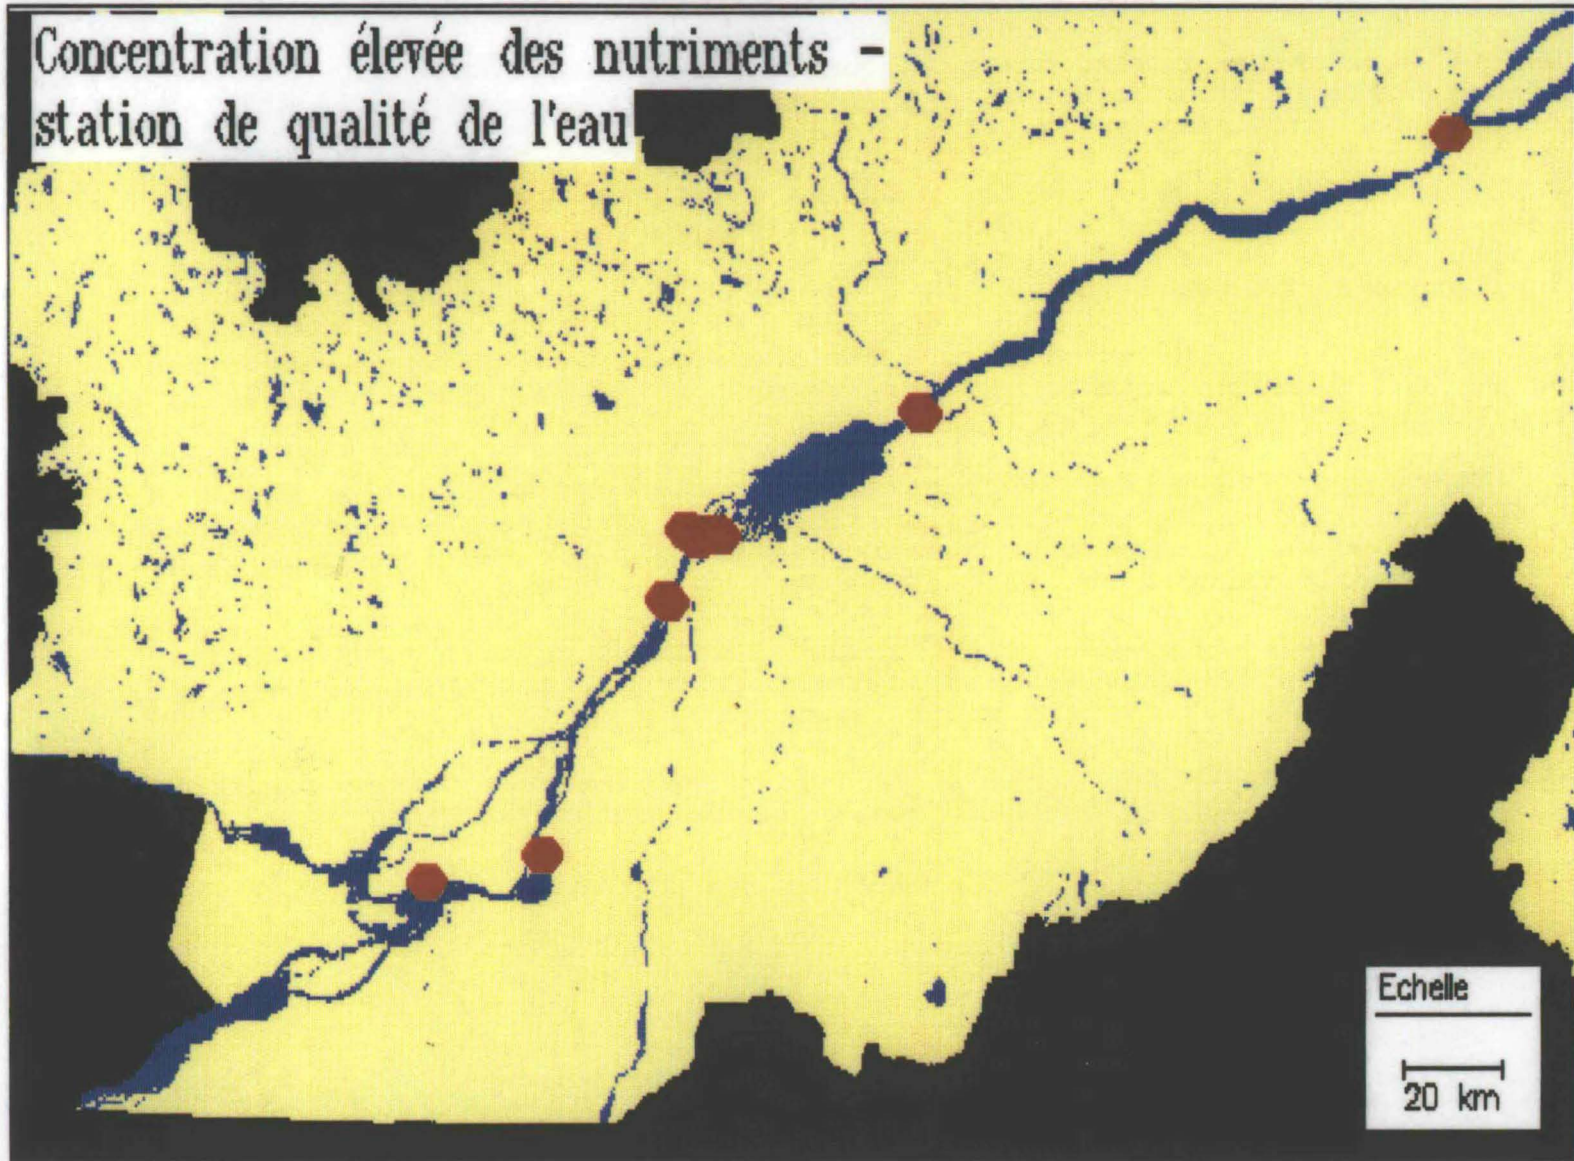 Concentration élevée des nutriments -
station de qualité de l'eau
Echelle
20 km